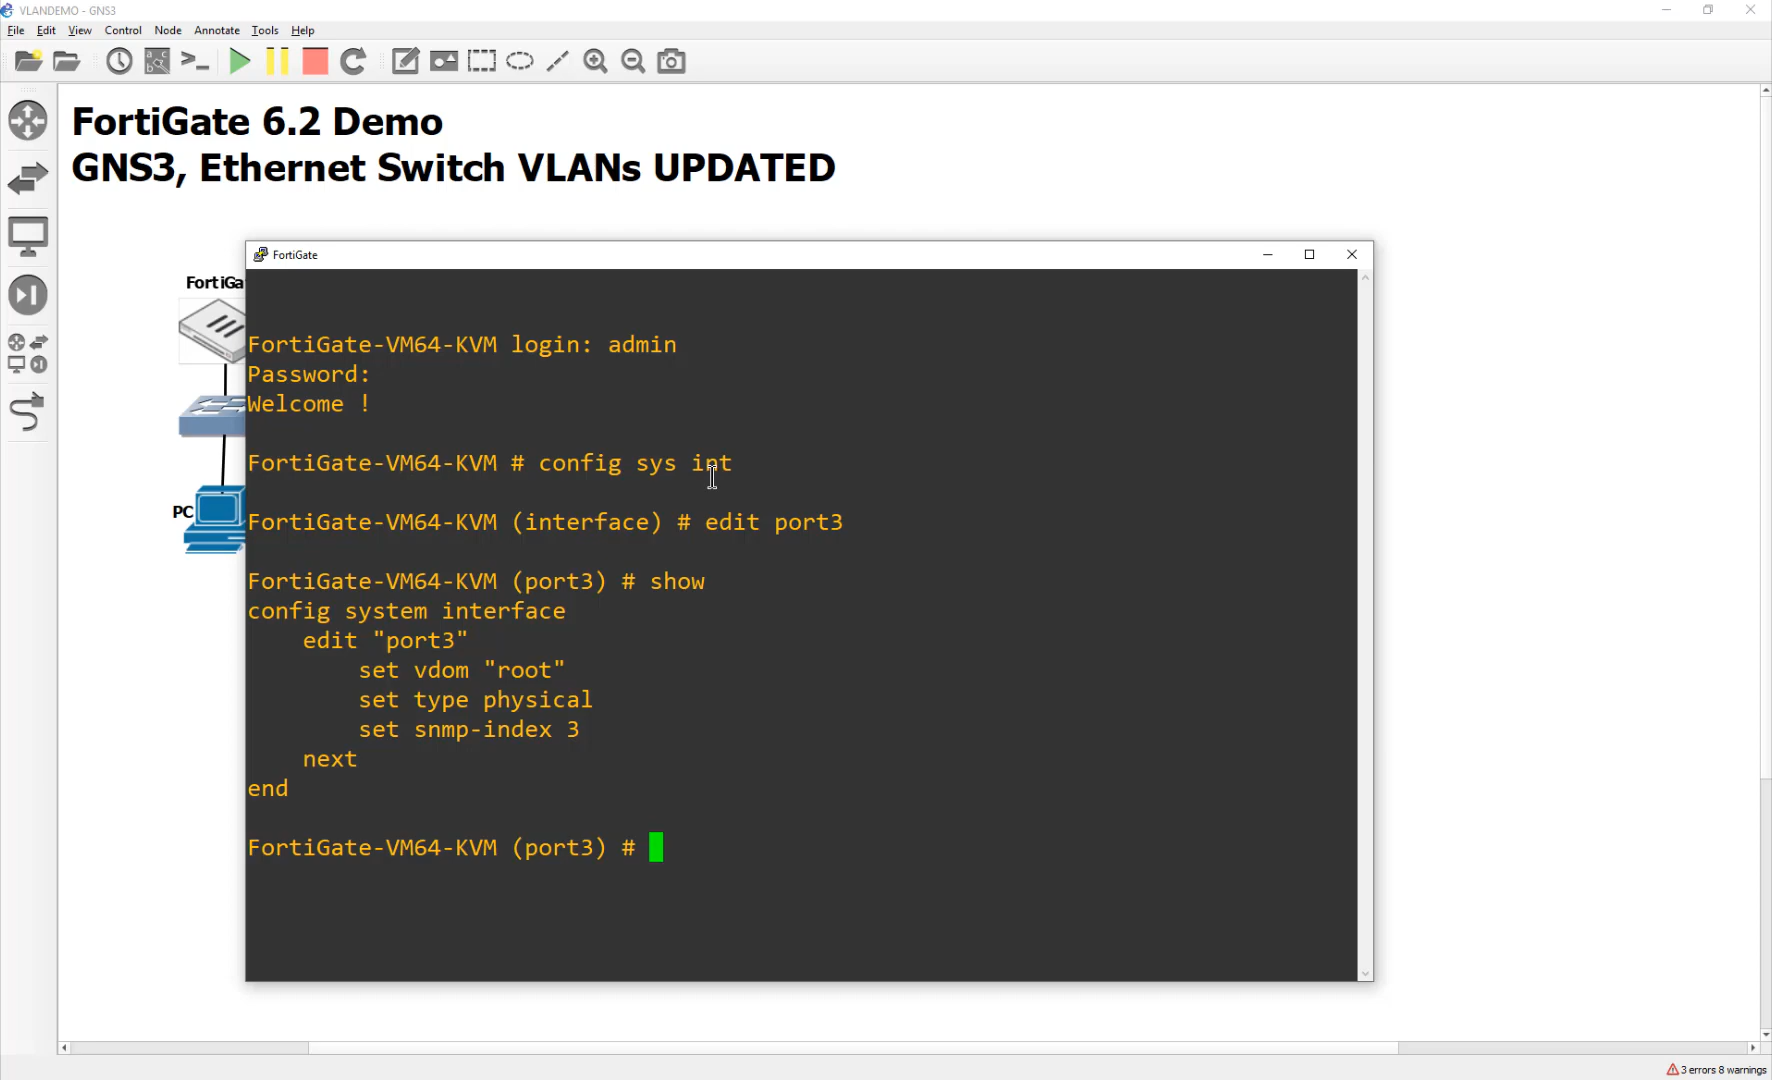 VLANDEMO - GNS3
File Edit View Control Node Annotate Tools Help
FortiGate 6.2 Demo
GNS3, Ethernet Switch VLANs UPDATED
FortiGa
PC
FortiGate
FortiGate-VM64-KVM login: admin
Password:
Welcome !
FortiGate-VM64-KVM # config sys int
FortiGate-VM64-KVM (interface) # edit port3
FortiGate-VM64-KVM (port3) # show
config system interface
    edit "port3"
        set vdom "root"
        set type physical
        set snmp-index 3
    next
end
FortiGate-VM64-KVM (port3) #
3 errors 8 warnings